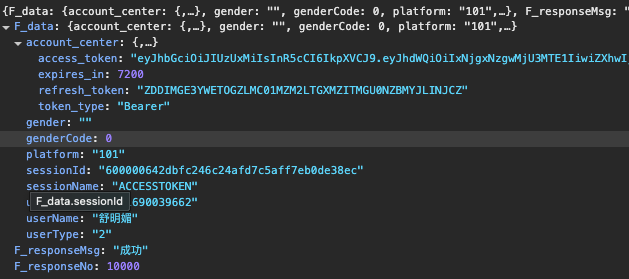 {F_data: {account_center: {,…}, gender: "", genderCode: 0, platform: "101",…}, F_responseMsg: "
F_data: {account_center: {,…}, gender: "", genderCode: 0, platform: "101",…}
account_center: {,…}
access_token: "eyJhbGciOiJIUzUxMiIsInR5cCI6IkpXVCJ9.eyJhdWQiOiIxNjgxNzgwMjU3MTE1IiwiZXhwI
expires_in: 7200
refresh_token: "ZDDIMGE3YWETOGZLMC01MZM2LTGXMZITMGU0NZBMYJLINJCZ"
token_type: "Bearer"
gender: ""
genderCode: 0
platform: "101"
sessionId: "600000642dbfc246c24afd7c5aff7eb0de38ec"
sessionName: "ACCESSTOKEN"
F_data.sessionId
690039662"
userName: "舒明媚"
userType: "2"
F_responseMsg: "成功"
F_responseNo: 10000